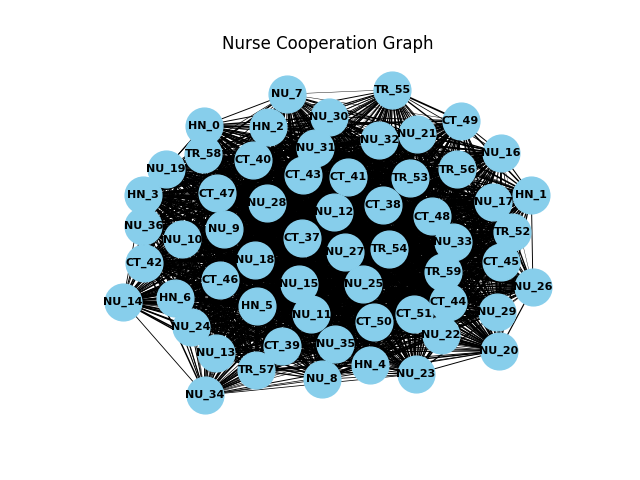 Nurse Cooperation Graph
NU_7
TR_55
NU_30
CT_49
HN_0
HN_2
NU_32
NU_21
NU_31
TR_58
CT_40
NU_16
NU_19
CT_43
CT_41
TR_53
TR_56
HN_3
CT_47
NU_28
CT_38
NU_17
HN_1
NU_12
CT_48
NU_36
NU_9
TR_52
NU_10
CT_37
NU_33
NU_27
TR_54
CT_42
NU_18
CT_45
TR_59
CT_46
NU_15
NU_25
NU_26
NU_14
HN_6
HN_5
CT_44
NU_11
CT_51
NU_29
NU_24
CT_50
NU_22
NU_13
CT_39
NU_35
NU_20
TR_57
HN_4
NU_8
NU_23
NU_34